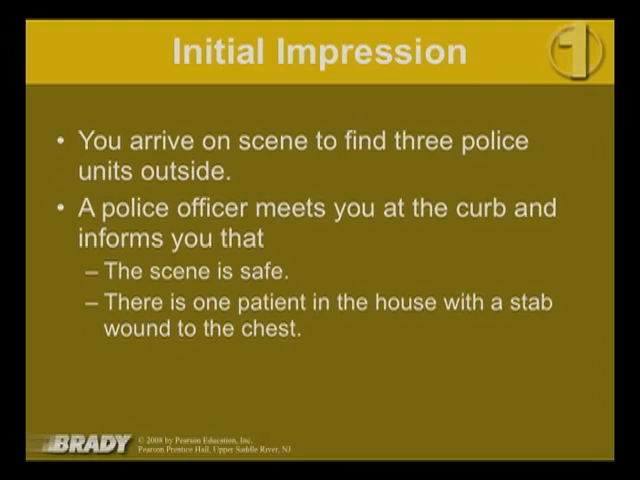 Initial Impression
1
• You arrive on scene to find three police
units outside.
• A police officer meets you at the curb and
informs you that
– The scene is safe.
– There is one patient in the house with a stab
wound to the chest.
BRADY
© 2008 by Pearson Education, Inc.
Pearson Prentice Hall, Upper Saddle River, NJ